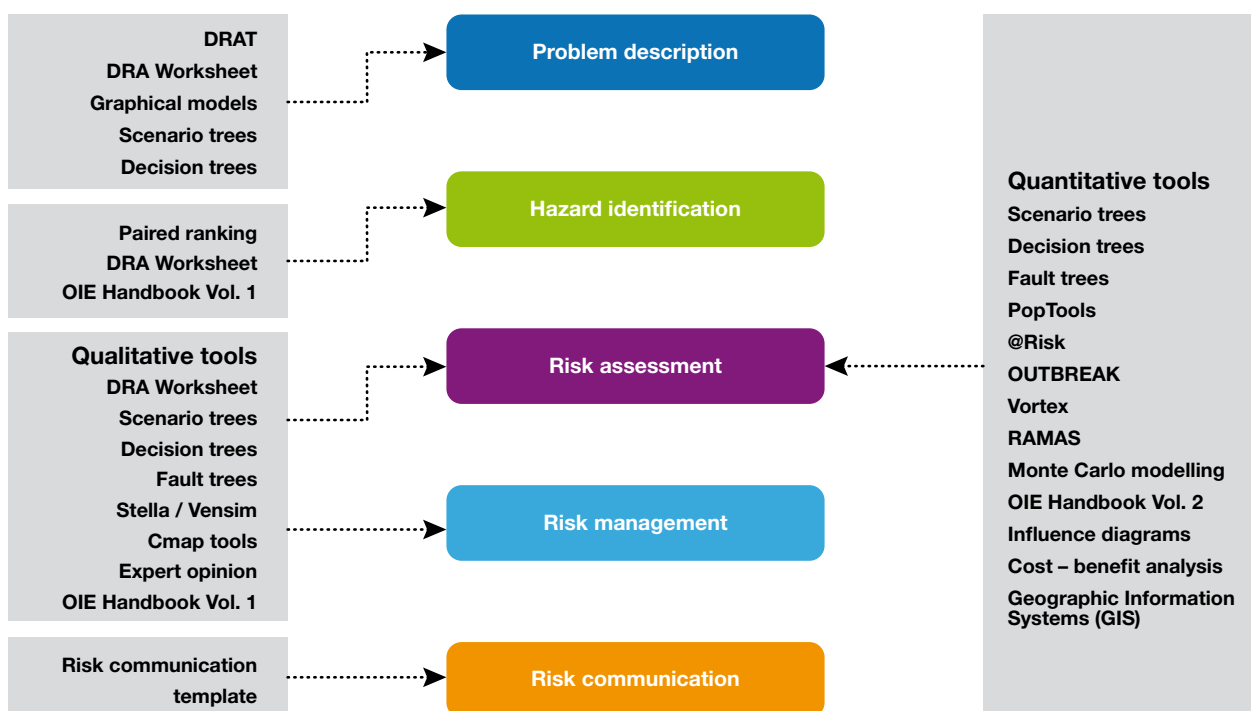 DRAT
DRA Worksheet
Graphical models
Scenario trees
Decision trees
Paired ranking
DRA Worksheet
OIE Handbook Vol. 1
Qualitative tools
DRA Worksheet
Scenario trees
Decision trees
Fault trees
Stella / Vensim
Cmap tools
Expert opinion
OIE Handbook Vol. 1
Risk communication
template
Problem description
Hazard identification
Risk assessment
Risk management
Risk communication
Quantitative tools
Scenario trees
Decision trees
Fault trees
PopTools
@Risk
OUTBREAK
Vortex
RAMAS
Monte Carlo modelling
OIE Handbook Vol. 2
Influence diagrams
Cost – benefit analysis
Geographic Information
Systems (GIS)